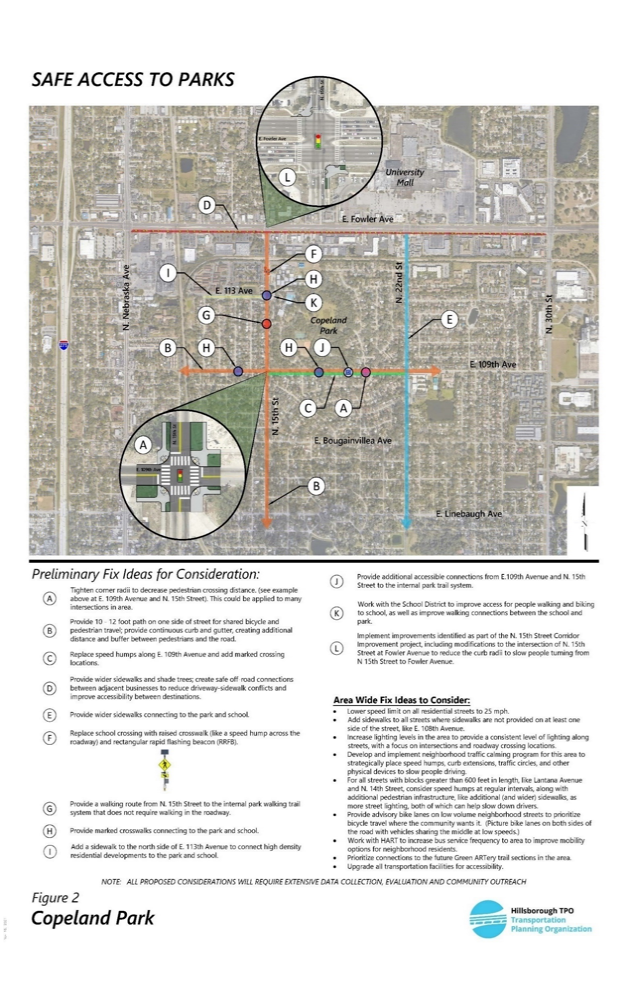 SAFE ACCESS TO PARKS
N. 15th St
E. Fowler Ave
L
University
Mall
D
E. Fowler Ave
F
I
H
N. Nebraska Ave
E. 113 Ave
N. 22nd St
K
G
Copeland
Park
E
N. 30th St
275
B
H
H
J
E. 109th Ave
C
A
N. 15th St
A
N. 15th St
E. 109th Ave
E. Bougainvillea Ave
B
E. Linebaugh Ave
N
Preliminary Fix Ideas for Consideration:
A
Tighten corner radii to decrease pedestrian crossing distance. (see example
above at E. 109th Avenue and N. 15th Street). This could be applied to many
intersections in area.
B
Provide 10 - 12 foot path on one side of street for shared bicycle and
pedestrian travel; provide continuous curb and gutter, creating additional
distance and buffer between pedestrians and the road.
C
Replace speed humps along E. 109th Avenue and add marked crossing
locations.
D
Provide wider sidewalks and shade trees; create safe off-road connections
between adjacent businesses to reduce driveway-sidewalk conflicts and
improve accessibility between destinations.
E
Provide wider sidewalks connecting to the park and school.
F
Replace school crossing with raised crosswalk (like a speed hump across the
roadway) and rectangular rapid flashing beacon (RRFB).
G
Provide a walking route from N. 15th Street to the internal park walking trail
system that does not require walking in the roadway.
H
Provide marked crosswalks connecting to the park and school.
I
Add a sidewalk to the north side of E. 113th Avenue to connect high density
residential developments to the park and school.
J
Provide additional accessible connections from E.109th Avenue and N. 15th
Street to the internal park trail system.
K
Work with the School District to improve access for people walking and biking
to school, as well as improve walking connections between the school and
park.
L
Implement improvements identified as part of the N. 15th Street Corridor
Improvement project, including modifications to the intersection of N. 15th
Street at Fowler Avenue to reduce the curb radii to slow people turning from
N 15th Street to Fowler Avenue.
Area Wide Fix Ideas to Consider:
• Lower speed limit on all residential streets to 25 mph.
• Add sidewalks to all streets where sidewalks are not provided on at least one
side of the street, like E. 108th Avenue.
• Increase lighting levels in the area to provide a consistent level of lighting along
streets, with a focus on intersections and roadway crossing locations.
• Develop and implement neighborhood traffic calming program for this area to
strategically place speed humps, curb extensions, traffic circles, and other
physical devices to slow people driving.
• For all streets with blocks greater than 600 feet in length, like Lantana Avenue
and N. 14th Street, consider speed humps at regular intervals, along with
additional pedestrian infrastructure, like additional (and wider) sidewalks, as
more street lighting, both of which can help slow down drivers.
• Provide advisory bike lanes on low volume neighborhood streets to prioritize
bicycle travel where the community wants it. (Picture bike lanes on both sides of
the road with vehicles sharing the middle at low speeds.)
• Work with HART to increase bus service frequency to area to improve mobility
options for neighborhood residents.
• Prioritize connections to the future Green ARTery trail sections in the area.
• Upgrade all transportation facilities for accessibility.
NOTE: ALL PROPOSED CONSIDERATIONS WILL REQUIRE EXTENSIVE DATA COLLECTION, EVALUATION AND COMMUNITY OUTREACH
Figure 2
Copeland Park
Hillsborough TPO
Transportation
Planning Organization
Nov 16, 2021